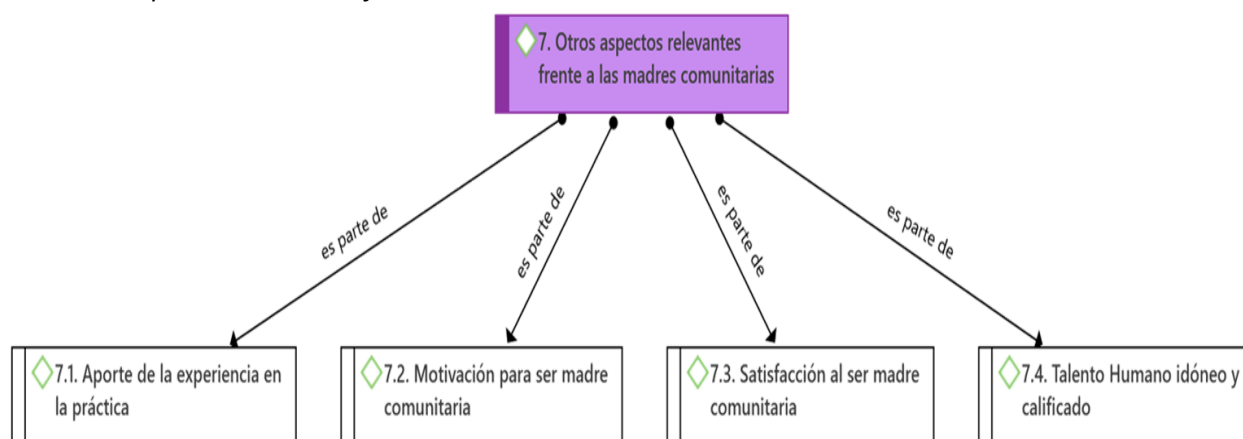 7. Otros aspectos relevantes
frente a las madres comunitarias
es parte de
es parte de
es parte de
es parte de
7.1. Aporte de la experiencia en
la práctica
7.2. Motivación para ser madre
comunitaria
7.3. Satisfacción al ser madre
comunitaria
7.4. Talento Humano idóneo y
calificado